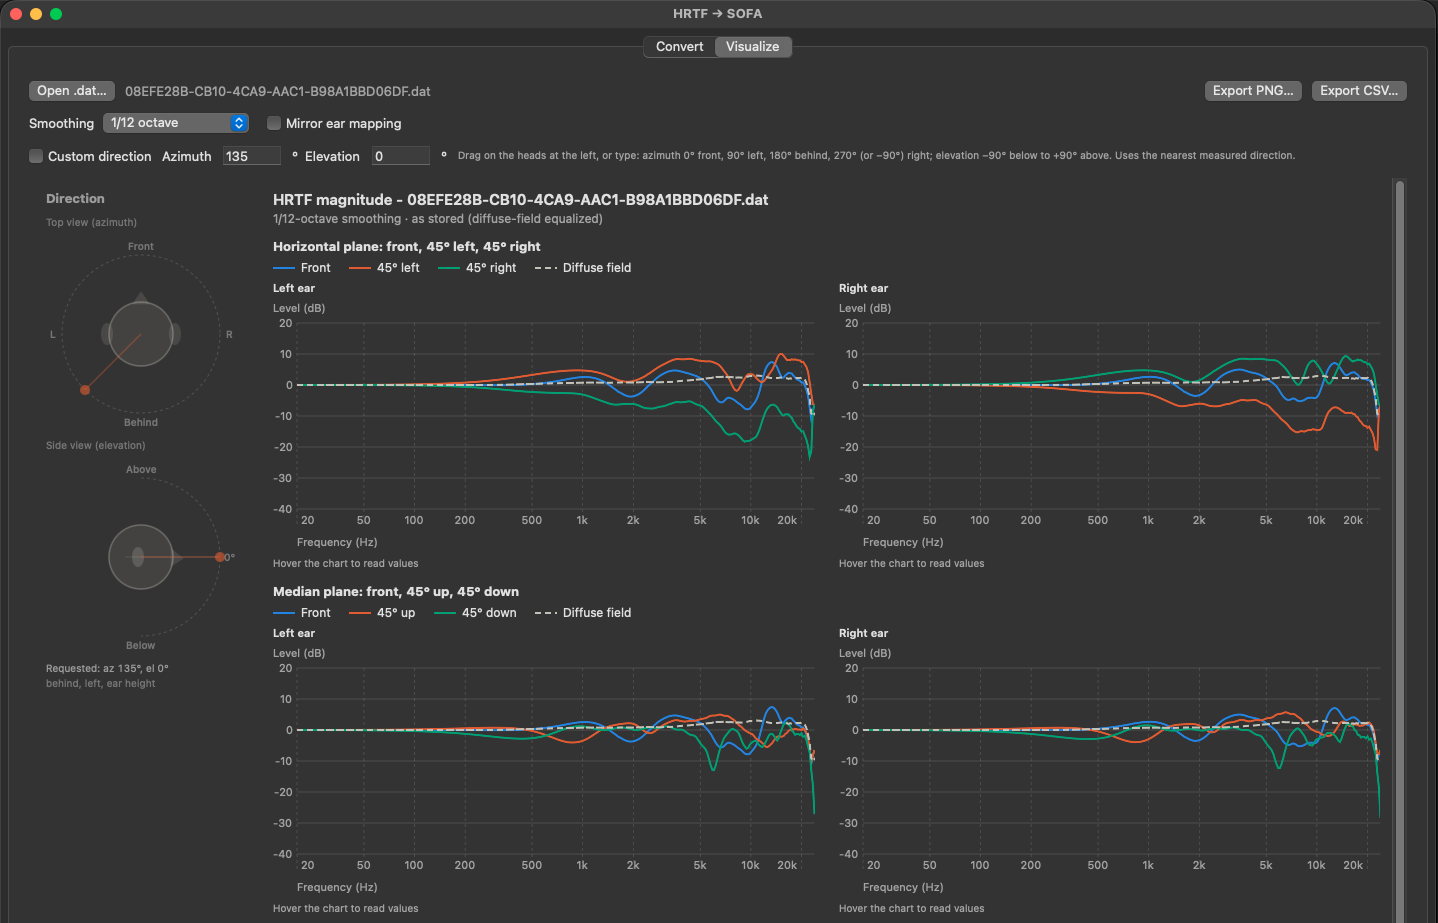 HRTF → SOFA
Convert Visualize
Open .dat... 08EFE28B-CB10-4CA9-AAC1-B98A1BBD06DF.dat Export PNG... Export CSV...
Smoothing 1/12 octave Mirror ear mapping
Custom direction Azimuth 135 ° Elevation 0 ° Drag on the heads at the left, or type: azimuth 0° front, 90° left, 180° behind, 270° (or −90°) right; elevation −90° below to +90° above. Uses the nearest measured direction.
Direction
Top view (azimuth)
Front
L R
Behind
Side view (elevation)
Above
0°
Below
Requested: az 135°, el 0°
behind, left, ear height
HRTF magnitude - 08EFE28B-CB10-4CA9-AAC1-B98A1BBD06DF.dat
1/12-octave smoothing · as stored (diffuse-field equalized)
Horizontal plane: front, 45° left, 45° right
Front 45° left 45° right Diffuse field
Left ear
Level (dB)
20
10
0
-10
-20
-30
-40
20 50 100 200 500 1k 2k 5k 10k 20k
Frequency (Hz)
Hover the chart to read values
Right ear
Level (dB)
20
10
0
-10
-20
-30
-40
20 50 100 200 500 1k 2k 5k 10k 20k
Frequency (Hz)
Hover the chart to read values
Median plane: front, 45° up, 45° down
Front 45° up 45° down Diffuse field
Left ear
Level (dB)
20
10
0
-10
-20
-30
-40
20 50 100 200 500 1k 2k 5k 10k 20k
Frequency (Hz)
Hover the chart to read values
Right ear
Level (dB)
20
10
0
-10
-20
-30
-40
20 50 100 200 500 1k 2k 5k 10k 20k
Frequency (Hz)
Hover the chart to read values